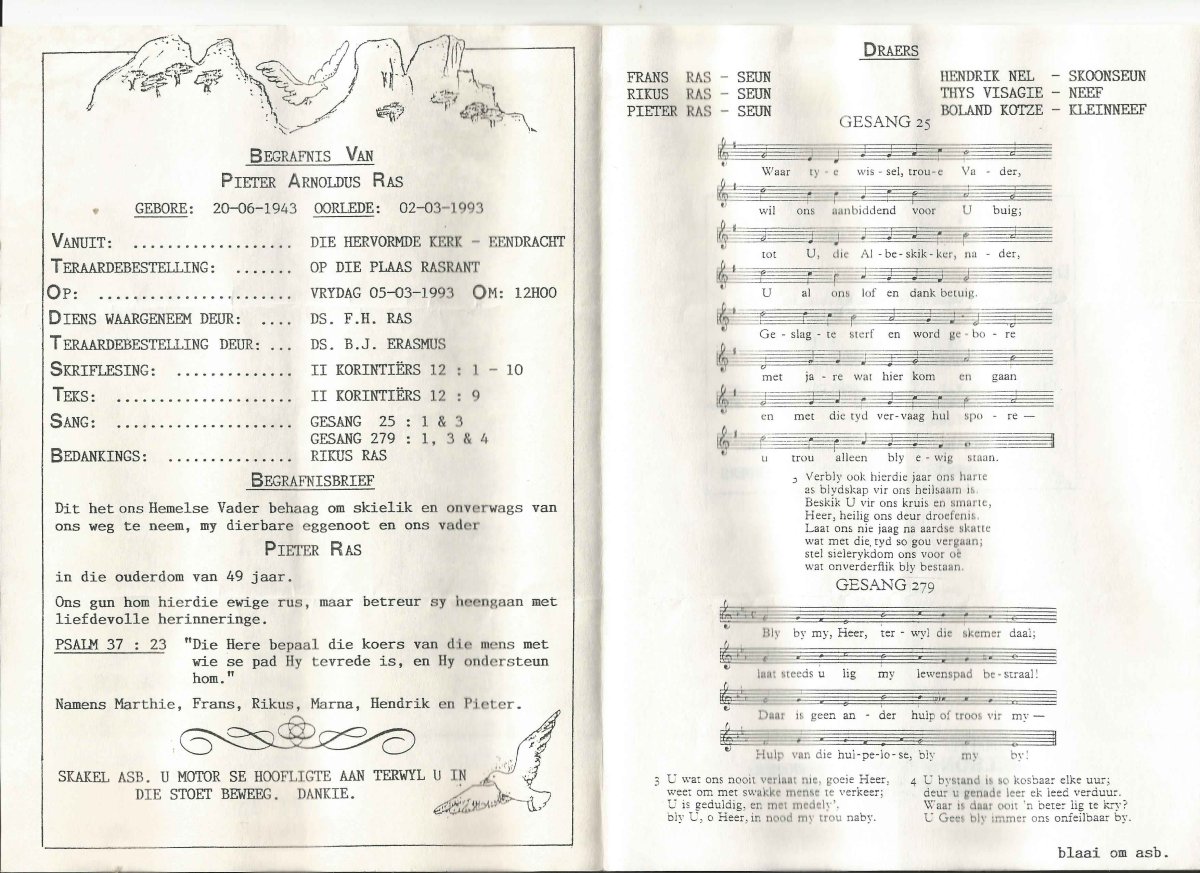 BEGRAFNIS VAN
PIETER ARNOLDUS RAS
GEBORE: 20-06-1943 OORLEDE: 02-03-1993
VANUIT: ................... DIE HERVORMDE KERK - EENDRACHT
TERAARDEBESTELLING: ....... OP DIE PLAAS RASRANT
OP: ....................... VRYDAG 05-03-1993 OM: 12H00
DIENS WAARGENEEM DEUR: .... DS. F.H. RAS
TERAARDEBESTELLING DEUR: ... DS. B.J. ERASMUS
SKRIFLESING: .............. II KORINTIËRS 12 : 1 - 10
TEKS: ..................... II KORINTIËRS 12 : 9
SANG: ..................... GESANG 25 : 1 & 3
GESANG 279 : 1, 3 & 4
BEDANKINGS: ............... RIKUS RAS
BEGRAFNISBRIEF
Dit het ons Hemelse Vader behaag om skielik en onverwags van
ons weg te neem, my dierbare eggenoot en ons vader
PIETER RAS
in die ouderdom van 49 jaar.
Ons gun hom hierdie ewige rus, maar betreur sy heengaan met
liefdevolle herinneringe.
PSALM 37 : 23 "Die Here bepaal die koers van die mens met
wie se pad Hy tevrede is, en Hy ondersteun
hom."
Namens Marthie, Frans, Rikus, Marna, Hendrik en Pieter.
SKAKEL ASB. U MOTOR SE HOOFLIGTE AAN TERWYL U IN
DIE STOET BEWEEG. DANKIE.
DRAERS
FRANS RAS - SEUN HENDRIK NEL - SKOONSEUN
RIKUS RAS - SEUN THYS VISAGIE - NEEF
PIETER RAS - SEUN BOLAND KOTZE - KLEINNEEF
GESANG 25
Waar ty - e wis - sel, trou-e Va - der,
wil ons aanbiddend voor U buig;
tot U, die Al - be - skik - ker, na - der,
U al ons lof en dank betuig.
Ge - slag - te sterf en word ge - bo - re
met ja - re wat hier kom en gaan
en met die tyd ver-vaag hul spo - re —
u trou alleen bly e - wig staan.
3 Verbly ook hierdie jaar ons harte
as blydskap vir ons heilsaam is.
Beskik U vir ons kruis en smarte,
Heer, heilig ons deur droefenis.
Laat ons nie jaag na aardse skatte
wat met die tyd so gou vergaan;
stel sielerykdom ons voor oë
wat onverderflik bly bestaan.
GESANG 279
Bly by my, Heer, ter - wyl die skemer daal;
laat steeds u lig my lewenspad be - straal!
Daar is geen an - der hulp of troos vir my —
Hulp van die hul-pe-lo-se, bly my by!
3 U wat ons nooit verlaat nie, goeie Heer,
weet om met swakke mense te verkeer;
U is geduldig, en met medely',
bly U, o Heer, in nood my trou naby.
4 U bystand is so kosbaar elke uur;
deur u genade leer ek leed verduur.
Waar is daar ooit 'n beter lig te kry?
U Gees bly immer ons onfeilbaar by.
blaai om asb.